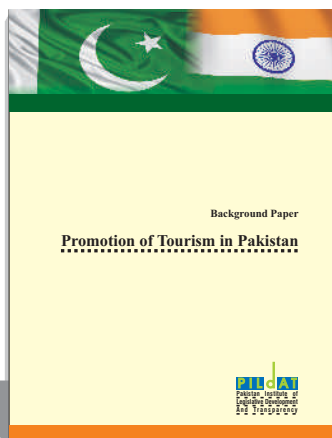 Background Paper
Promotion of Tourism in Pakistan
PILdAT
Pakistan Institute of
Legislative Development
And Transparency